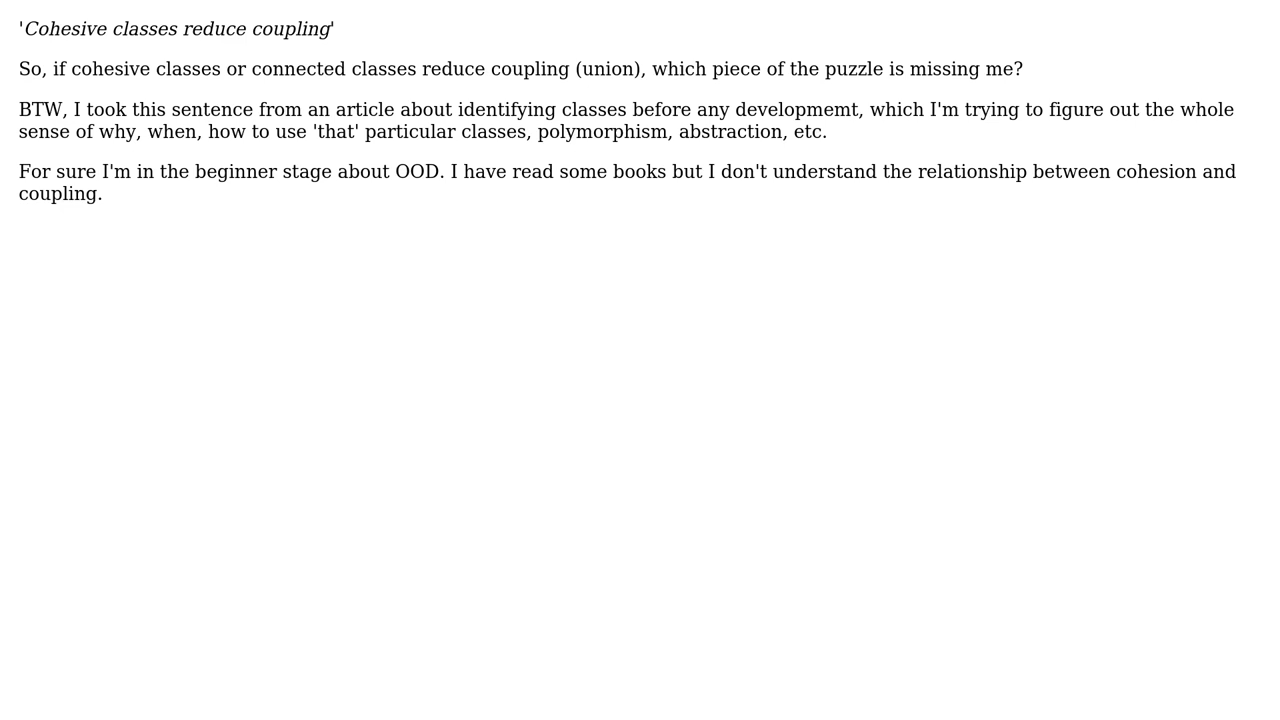 'Cohesive classes reduce coupling'
So, if cohesive classes or connected classes reduce coupling (union), which piece of the puzzle is missing me?
BTW, I took this sentence from an article about identifying classes before any developmemt, which I'm trying to figure out the whole
sense of why, when, how to use 'that' particular classes, polymorphism, abstraction, etc.
For sure I'm in the beginner stage about OOD. I have read some books but I don't understand the relationship between cohesion and
coupling.